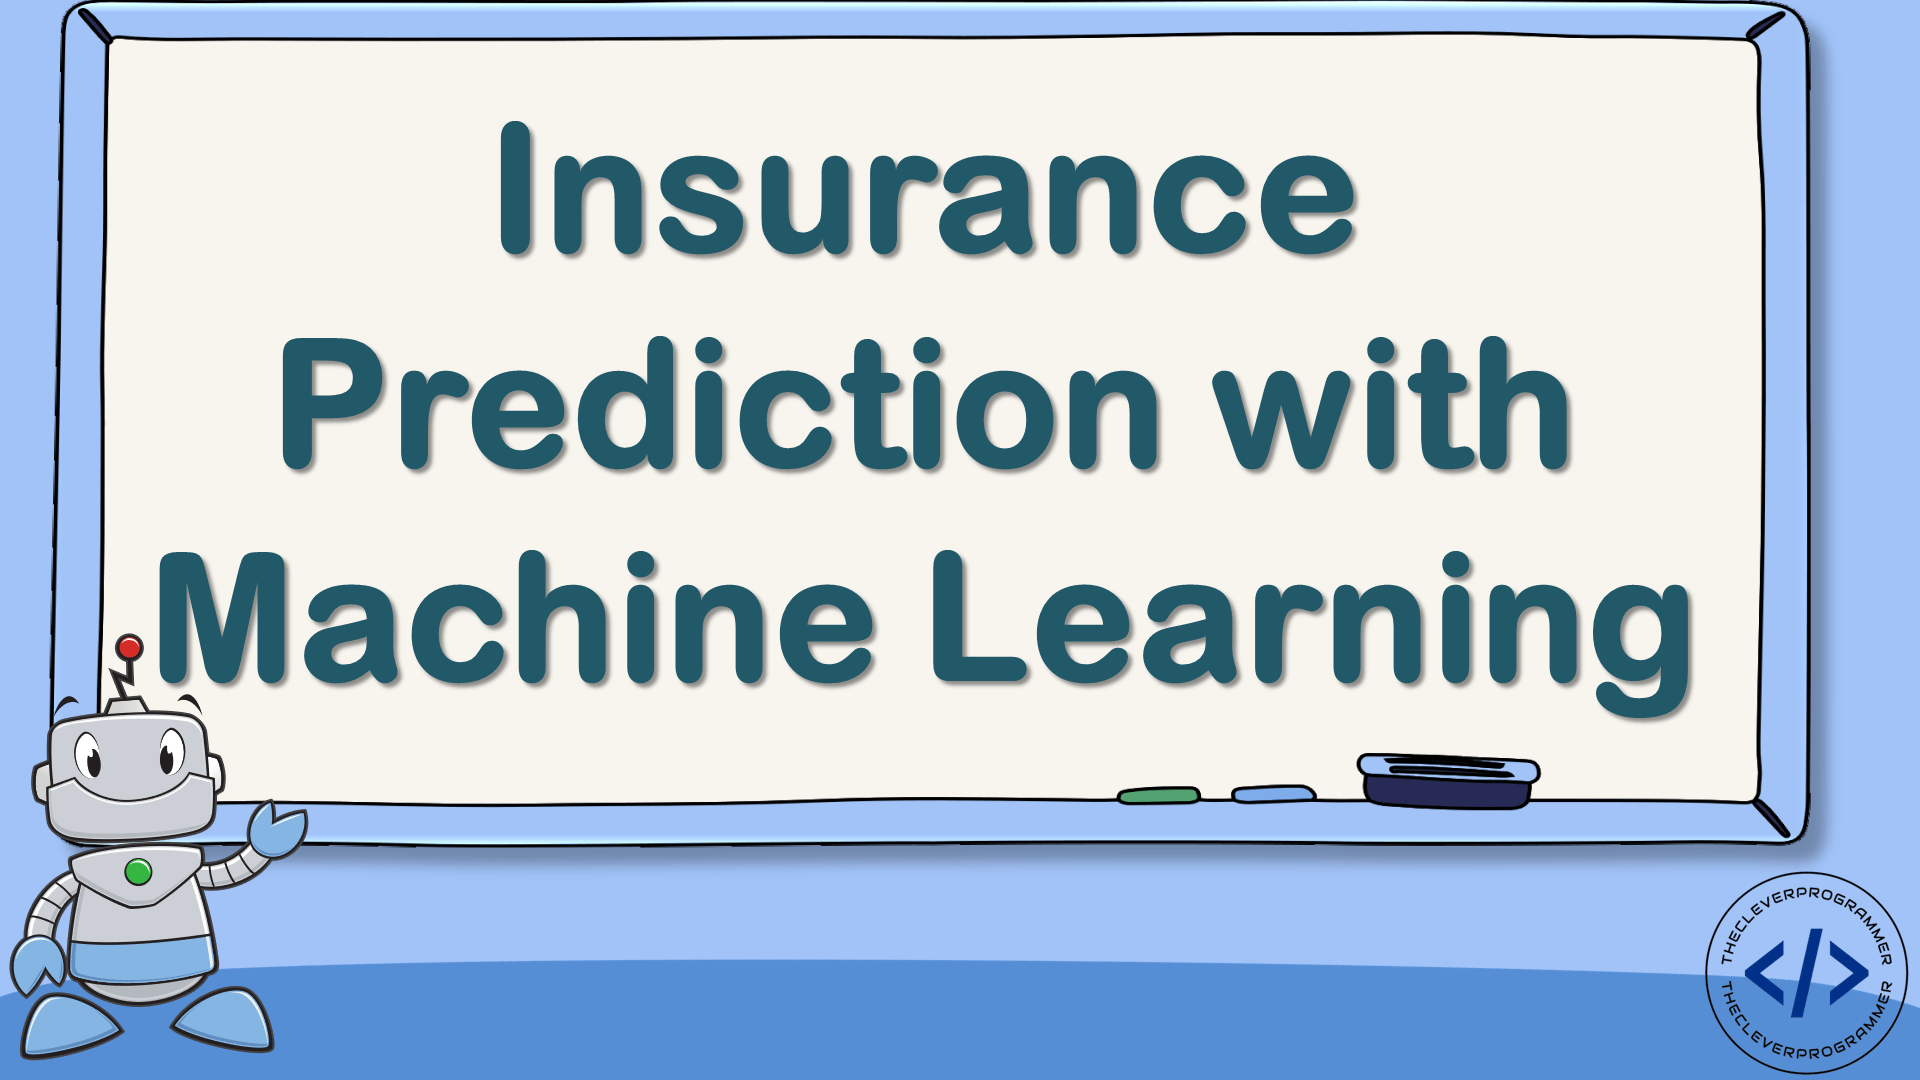 Insurance
Prediction with
Machine Learning
THECLEVERPROGRAMMER
</>
THECLEVERPROGRAMMER